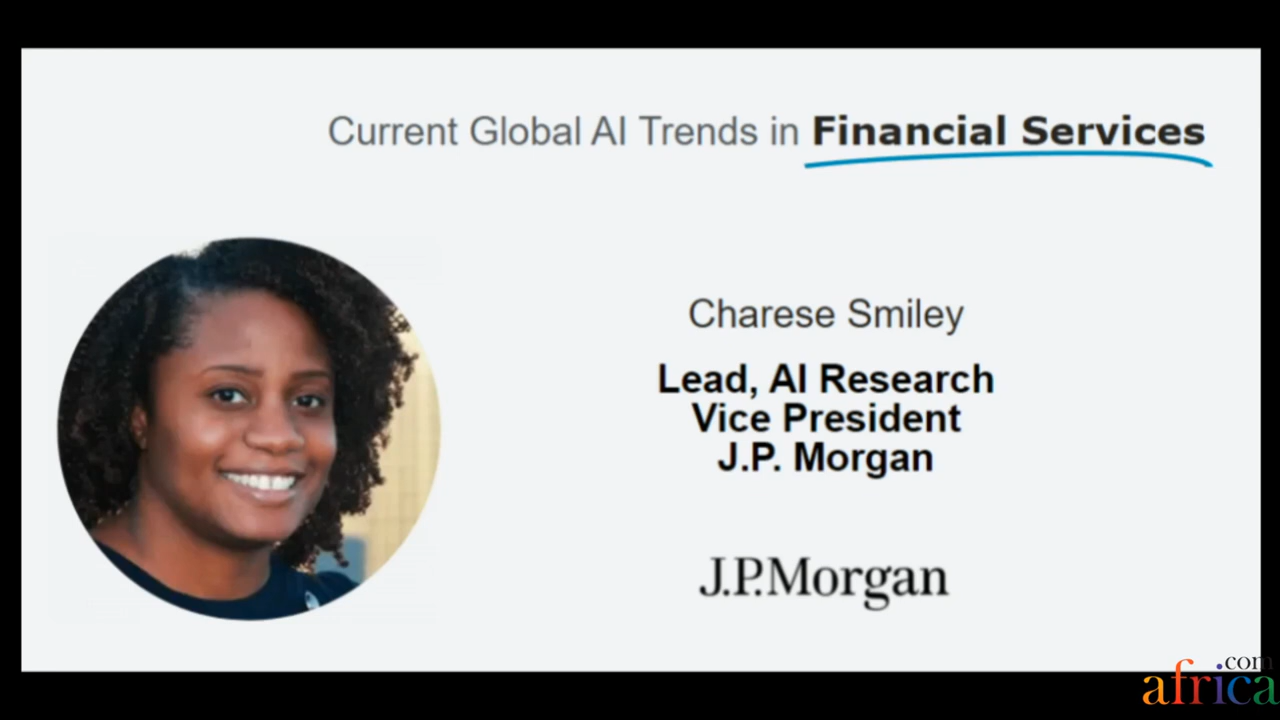 Current Global AI Trends in Financial Services
Charese Smiley
Lead, AI Research
Vice President
J.P. Morgan
J.P.Morgan
.com
africa